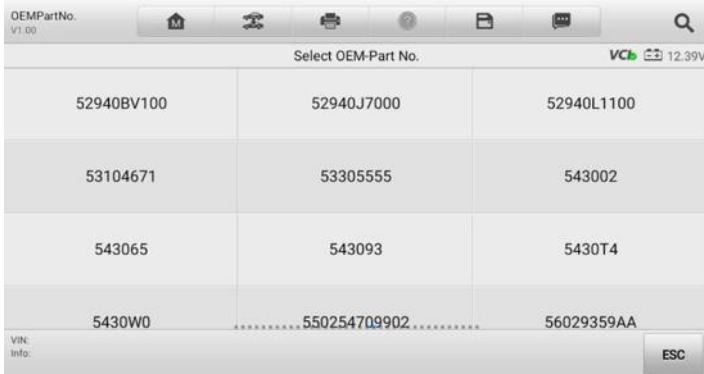 OEMPartNo.
V1.00
M
Select OEM-Part No.
VCI 12.39V
52940BV100 52940J7000 52940L1100
53104671 53305555 543002
543065 543093 5430T4
5430W0 550254709902 56029359AA
VIN:
Info:
ESC